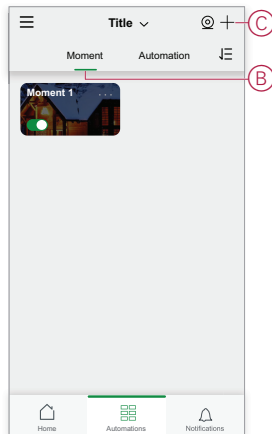 Title
C
Moment Automation
B
Moment 1 ...
Home Automations Notifications